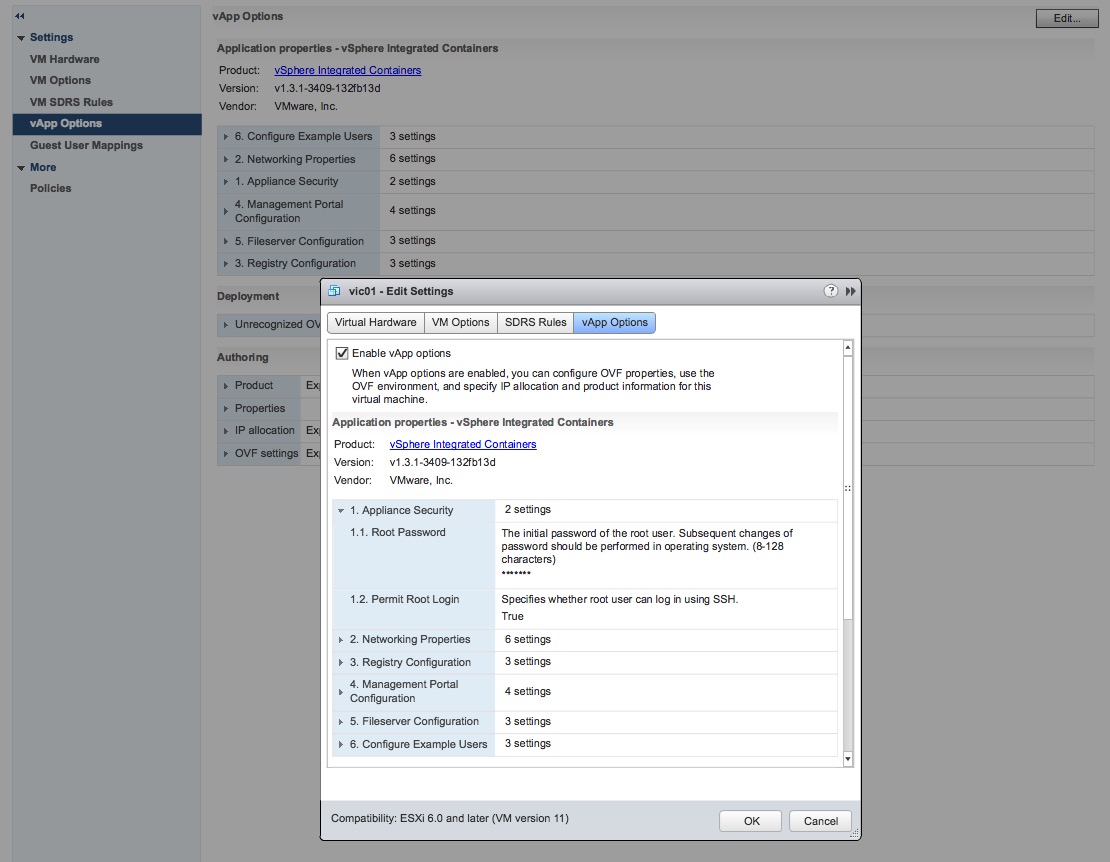 Settings
VM Hardware
VM Options
VM SDRS Rules
vApp Options
Guest User Mappings
More
Policies
vApp Options
Edit...
Application properties - vSphere Integrated Containers
Product: vSphere Integrated Containers
Version: v1.3.1-3409-132fb13d
Vendor: VMware, Inc.
6. Configure Example Users 3 settings
2. Networking Properties 6 settings
1. Appliance Security 2 settings
4. Management Portal
Configuration
4 settings
5. Fileserver Configuration 3 settings
3. Registry Configuration 3 settings
Deployment
Unrecognized OV
Authoring
Product Ex
Properties
IP allocation Ex
OVF settings Ex
vic01 - Edit Settings
?
Virtual Hardware VM Options SDRS Rules vApp Options
Enable vApp options
When vApp options are enabled, you can configure OVF properties, use the
OVF environment, and specify IP allocation and product information for this
virtual machine.
Application properties - vSphere Integrated Containers
Product: vSphere Integrated Containers
Version: v1.3.1-3409-132fb13d
Vendor: VMware, Inc.
1. Appliance Security 2 settings
1.1. Root Password
The initial password of the root user. Subsequent changes of
password should be performed in operating system. (8-128
characters)
*******
1.2. Permit Root Login
Specifies whether root user can log in using SSH.
True
2. Networking Properties 6 settings
3. Registry Configuration 3 settings
4. Management Portal
Configuration
4 settings
5. Fileserver Configuration 3 settings
6. Configure Example Users 3 settings
Compatibility: ESXi 6.0 and later (VM version 11)
OK Cancel